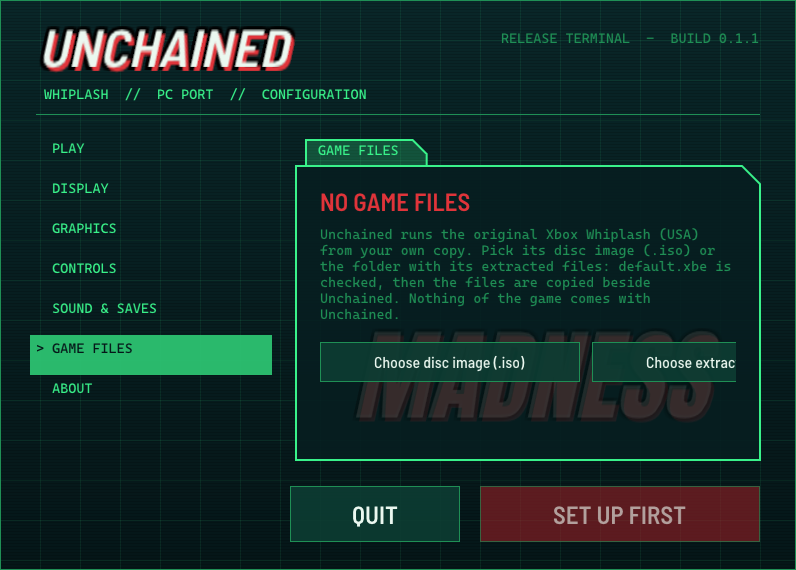 UNCHAINED
RELEASE TERMINAL – BUILD 0.1.1
WHIPLASH // PC PORT // CONFIGURATION
PLAY
DISPLAY
GRAPHICS
CONTROLS
SOUND & SAVES
> GAME FILES
ABOUT
GAME FILES
NO GAME FILES
Unchained runs the original Xbox Whiplash (USA)
from your own copy. Pick its disc image (.iso) or
the folder with its extracted files: default.xbe is
checked, then the files are copied beside
Unchained. Nothing of the game comes with
Unchained.
MADNESS
Choose disc image (.iso)
Choose extrac
QUIT
SET UP FIRST